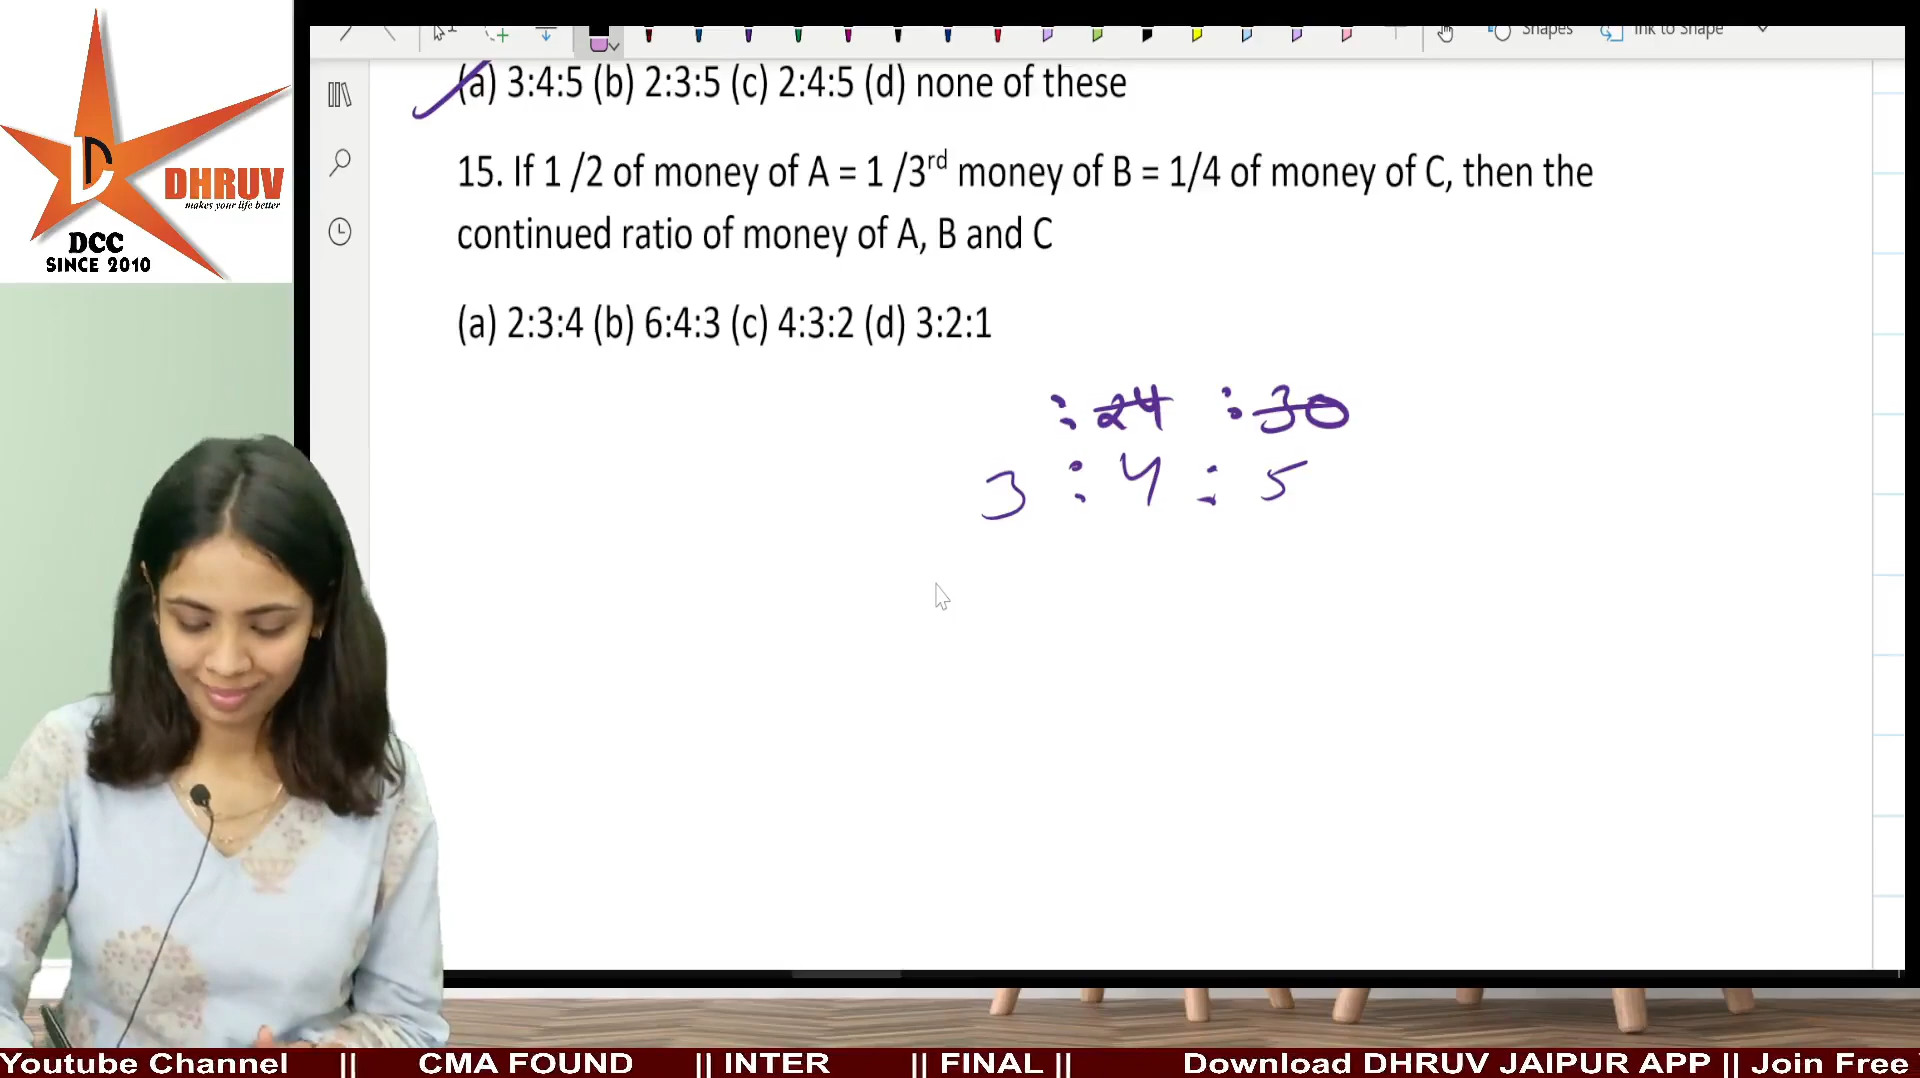 Shapes Ink to Shape
(a) 3:4:5 (b) 2:3:5 (c) 2:4:5 (d) none of these
15. If 1 /2 of money of A = 1 /3rd money of B = 1/4 of money of C, then the
continued ratio of money of A, B and C
(a) 2:3:4 (b) 6:4:3 (c) 4:3:2 (d) 3:2:1
: 24 : 30
3 : 4 : 5
DC
DHRUV
makes your life better
DCC
SINCE 2010
Youtube Channel || CMA FOUND || INTER || FINAL || Download DHRUV JAIPUR APP || Join Free